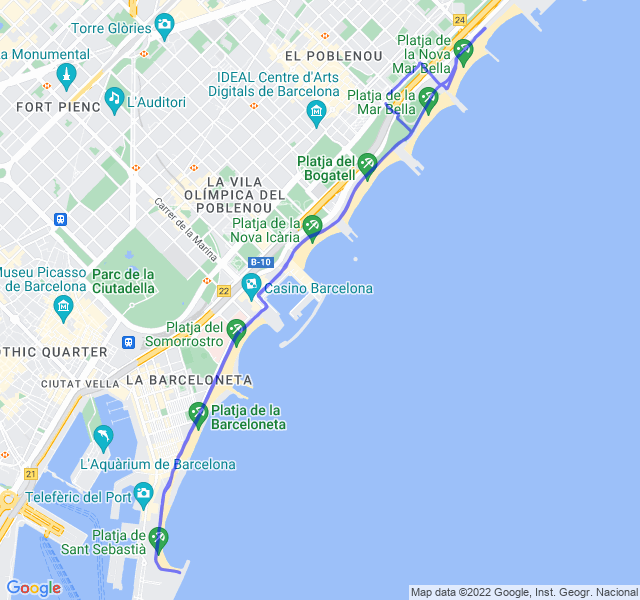 Torre Glòries
24
Platja de
la Nova
Mar Bella
EL POBLENOU
Monumental
IDEAL Centre d'Arts
Digitals de Barcelona
FORT PIENC
L'Auditori
Platja de la
Mar Bella
Platja del
Bogatell
LA VILA
OLÍMPICA DEL
POBLENOU
Carrer de la Marina
Platja de la
Nova Icària
B-10
Museu Picasso
de Barcelona
Parc de la
Ciutadella
22
Casino Barcelona
Platja del
Somorrostro
QUARTER
CIUTAT VELLA
LA BARCELONETA
Platja de la
Barceloneta
L'Aquàrium de Barcelona
21
Telefèric del Port
Platja de
Sant Sebastià
Google
Map data ©2022 Google, Inst. Geogr. Nacional